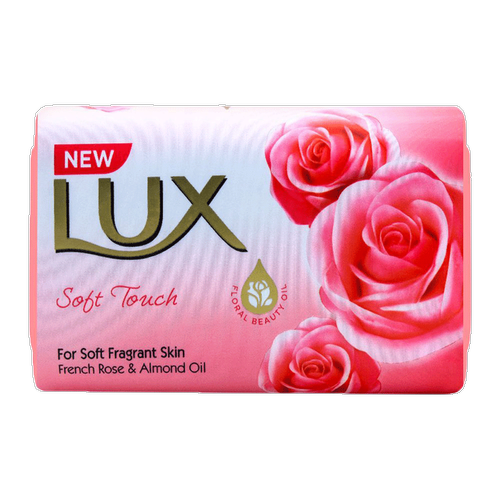 NEW
LUX
Soft Touch
FLORAL BEAUTY OIL
For Soft Fragrant Skin
French Rose & Almond Oil